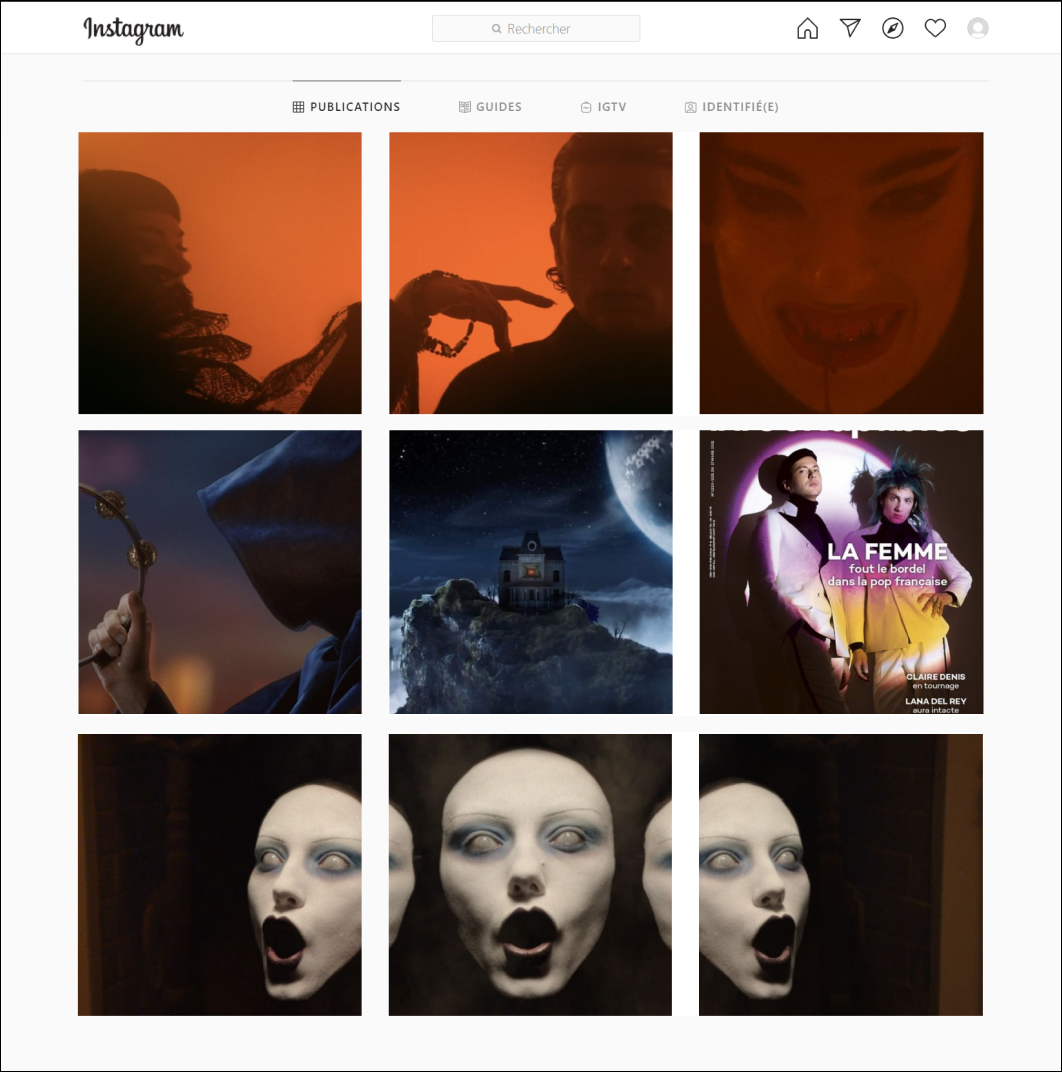 Instagram
Rechercher
PUBLICATIONS
GUIDES
IGTV
IDENTIFIÉ(E)
LA FEMME
fout le bordel
dans la pop française
CLAIRE DENIS
en tournage
LANA DEL REY
aura intacte